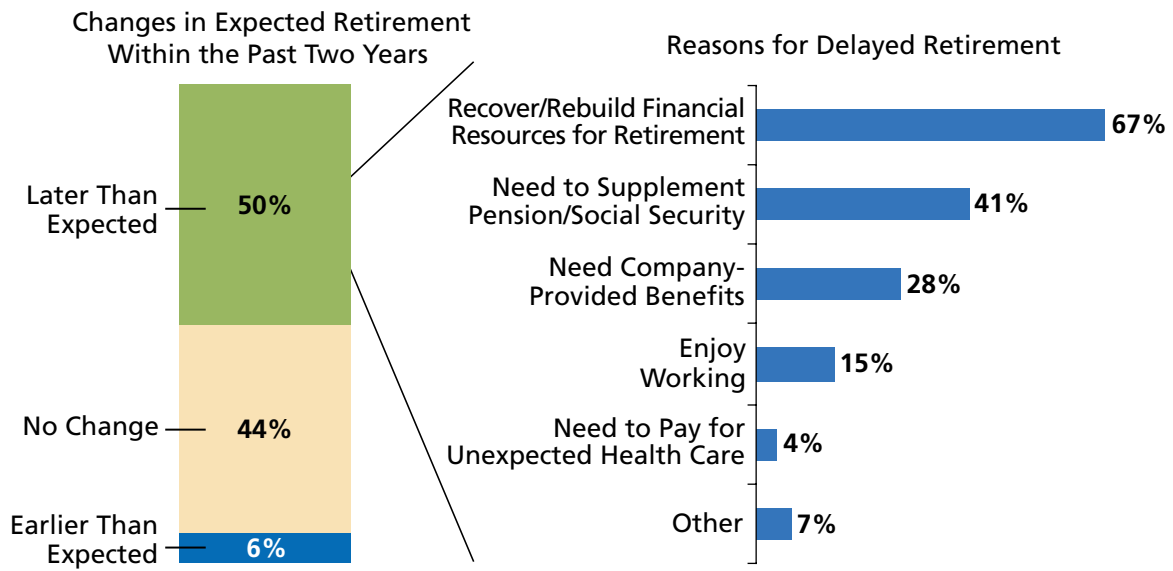 Changes in Expected Retirement
Within the Past Two Years
Later Than
Expected
50%
No Change
44%
Earlier Than
Expected
6%
Reasons for Delayed Retirement
Recover/Rebuild Financial
Resources for Retirement
67%
Need to Supplement
Pension/Social Security
41%
Need Company-
Provided Benefits
28%
Enjoy
Working
15%
Need to Pay for
Unexpected Health Care
4%
Other
7%